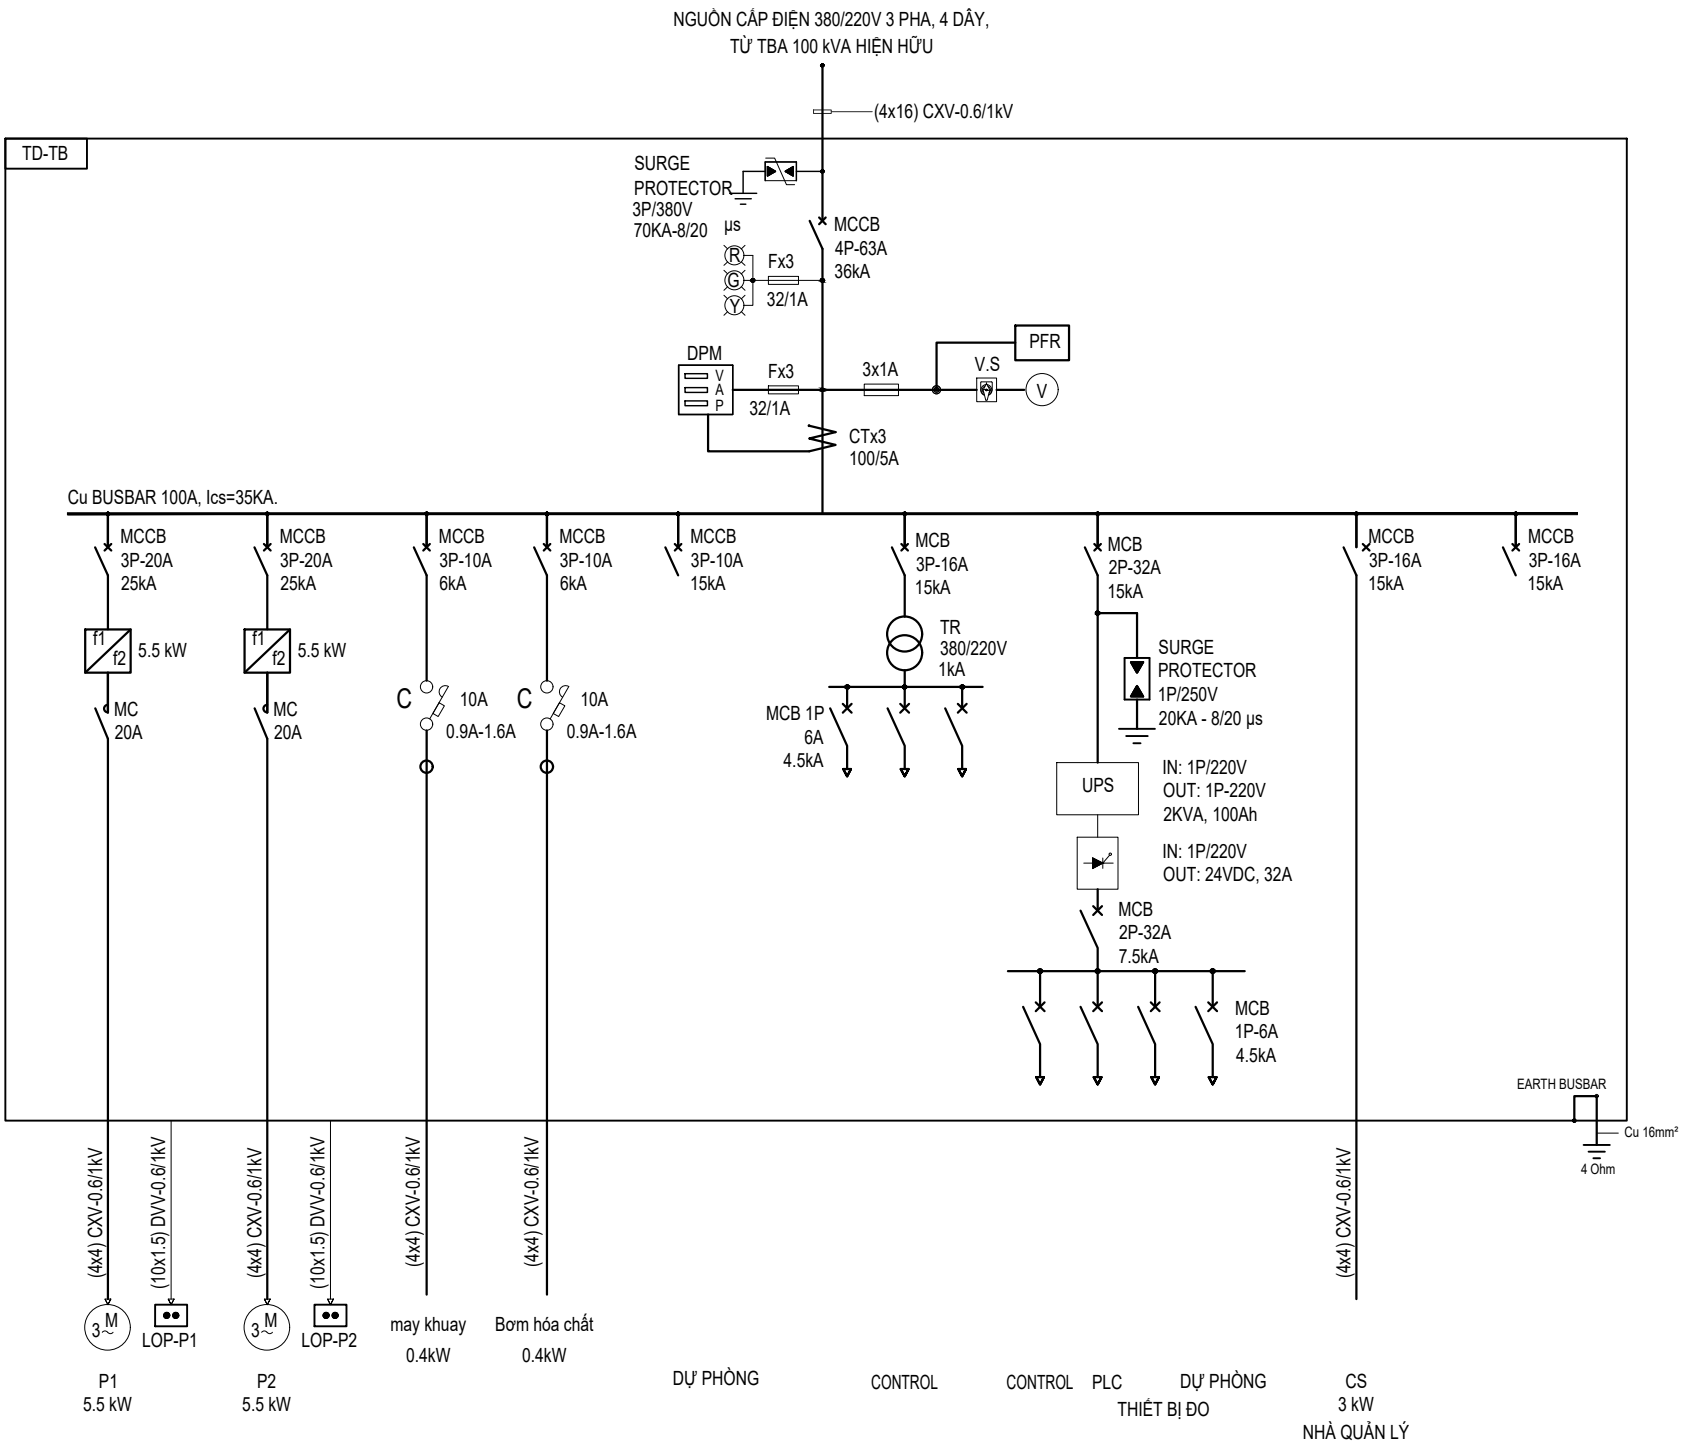 NGUỒN CẤP ĐIỆN 380/220V 3 PHA, 4 DÂY,
TỪ TBA 100 kVA HIỆN HỮU
(4x16) CXV-0.6/1kV
TD-TB
SURGE
PROTECTOR
3P/380V
70KA-8/20 µs
MCCB
4P-63A
36kA
R
G
Y
Fx3
32/1A
PFR
DPM
V
A
P
Fx3
32/1A
3x1A
V.S
V
CTx3
100/5A
Cu BUSBAR 100A, Ics=35KA.
MCCB
3P-20A
25kA
MCCB
3P-20A
25kA
MCCB
3P-10A
6kA
MCCB
3P-10A
6kA
MCCB
3P-10A
15kA
MCB
3P-16A
15kA
MCB
2P-32A
15kA
MCCB
3P-16A
15kA
MCCB
3P-16A
15kA
f1
f2
5.5 kW
f1
f2
5.5 kW
MC
20A
MC
20A
C
10A
0.9A-1.6A
C
10A
0.9A-1.6A
TR
380/220V
1kA
MCB 1P
6A
4.5kA
SURGE
PROTECTOR
1P/250V
20KA - 8/20 µs
UPS
IN: 1P/220V
OUT: 1P-220V
2KVA, 100Ah
IN: 1P/220V
OUT: 24VDC, 32A
MCB
2P-32A
7.5kA
MCB
1P-6A
4.5kA
EARTH BUSBAR
Cu 16mm²
4 Ohm
(4x4) CXV-0.6/1kV
(10x1.5) DVV-0.6/1kV
(4x4) CXV-0.6/1kV
(10x1.5) DVV-0.6/1kV
(4x4) CXV-0.6/1kV
(4x4) CXV-0.6/1kV
(4x4) CXV-0.6/1kV
M
3~
LOP-P1
M
3~
LOP-P2
may khuay
0.4kW
Bơm hóa chất
0.4kW
P1
5.5 kW
P2
5.5 kW
DỰ PHÒNG
CONTROL
CONTROL PLC
THIẾT BỊ ĐO
DỰ PHÒNG
CS
3 kW
NHÀ QUẢN LÝ